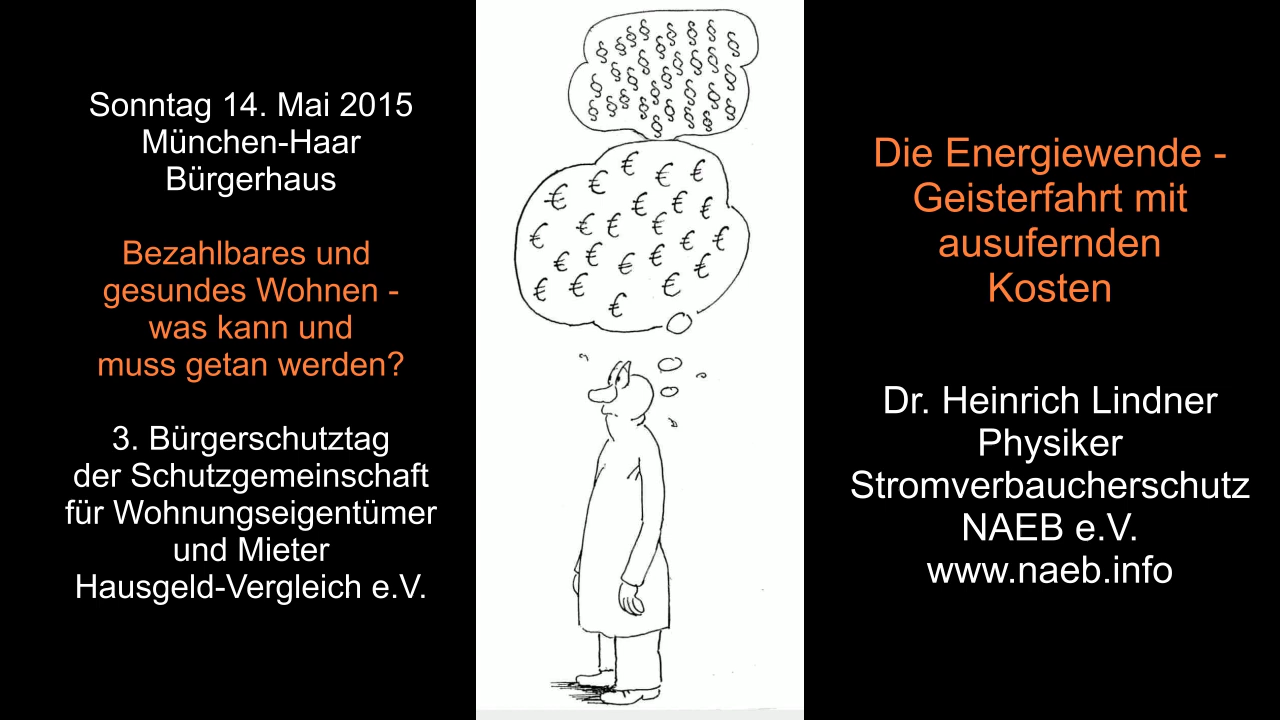 Sonntag 14. Mai 2015
München-Haar
Bürgerhaus
Bezahlbares und
gesundes Wohnen -
was kann und
muss getan werden?
3. Bürgerschutztag
der Schutzgemeinschaft
für Wohnungseigentümer
und Mieter
Hausgeld-Vergleich e.V.
§ § § § § §
§ § § § § §
§ § § § § §
§ § § § § §
§ § § § §
€ € € €
€ € € €
€ € € € €
€ € € € €
€ € € €
€ €
Die Energiewende -
Geisterfahrt mit
ausufernden
Kosten
Dr. Heinrich Lindner
Physiker
Stromverbaucherschutz
NAEB e.V.
www.naeb.info